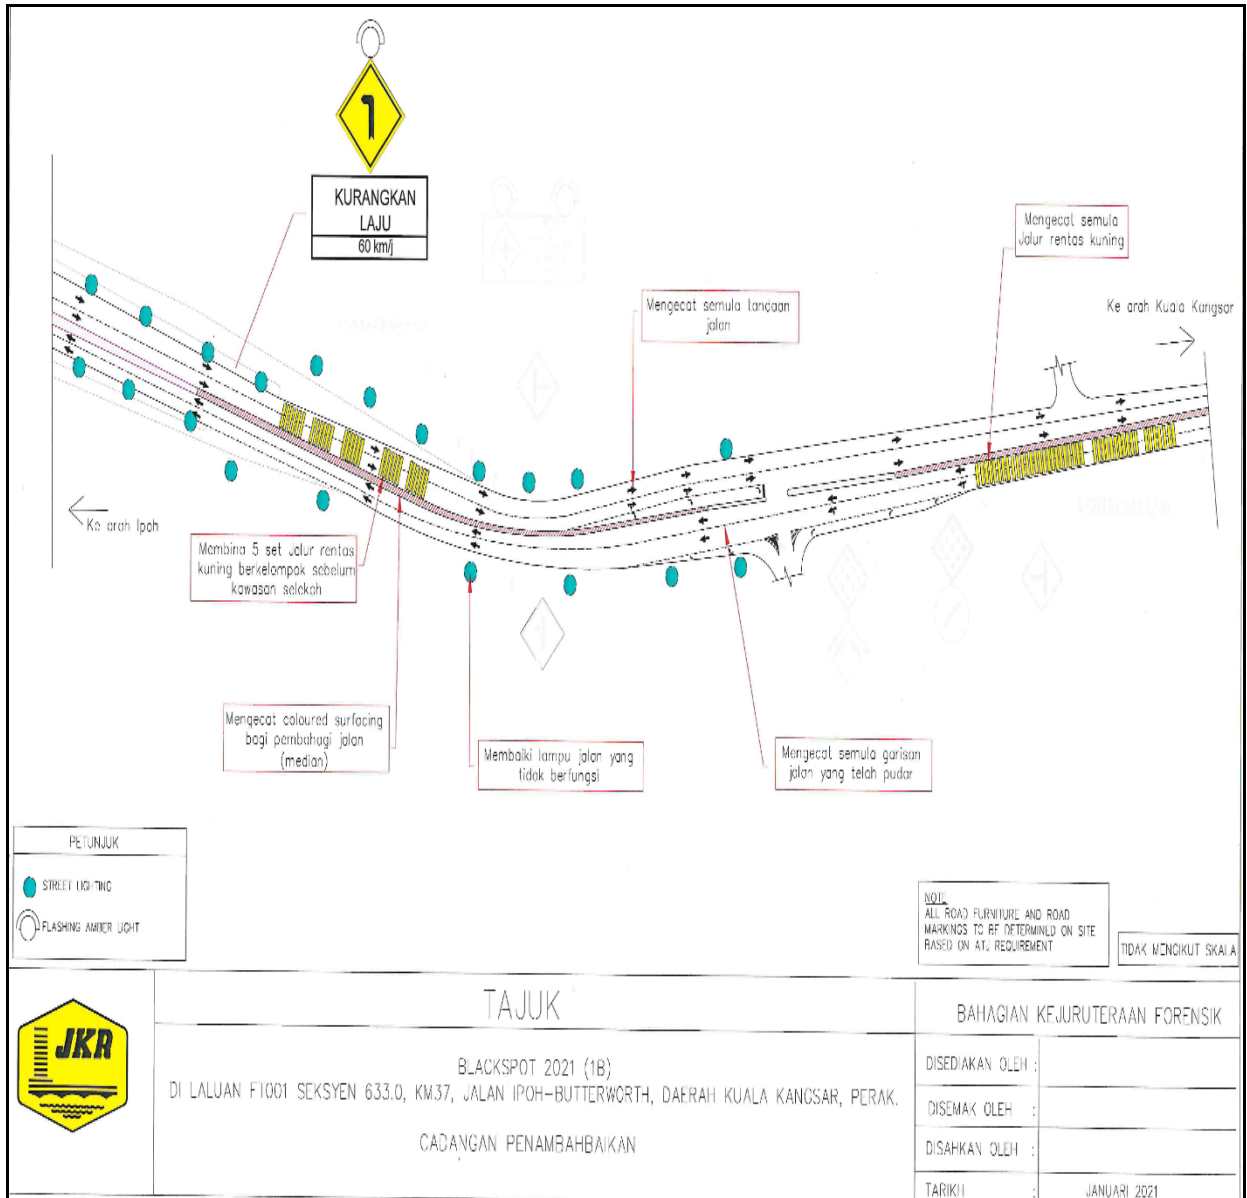 KURANGKAN
LAJU
60 km/j
Mengecat semula
Jalur rentas kuning
Mengecat semula tandaan
jalan
Ke arah Kuala Kangsar
Ke arah Ipoh
Membina 5 set Jalur rentas
kuning berkelompok sebelum
kawasan selekoh
Mengecat coloured surfacing
bagi pembahagi jalan
(median)
Membaiki lampu jalan yang
tidak berfungsi
Mengecat semula garisan
jalan yang telah pudar
PETUNJUK
STREET LIGHTING
FLASHING AMBER LIGHT
NOTE
ALL ROAD FURNITURE AND ROAD
MARKINGS TO BE DETERMINED ON SITE
BASED ON ATJ REQUIREMENT
TIDAK MENGIKUT SKALA
JKR
TAJUK
BLACKSPOT 2021 (1B)
DI LALUAN FT001 SEKSYEN 633.0, KM37, JALAN IPOH-BUTTERWORTH, DAERAH KUALA KANGSAR, PERAK.
CADANGAN PENAMBAHBAIKAN
BAHAGIAN KEJURUTERAAN FORENSIK
DISEDIAKAN OLEH :
DISEMAK OLEH :
DISAHKAN OLEH :
TARIKH : JANUARI 2021